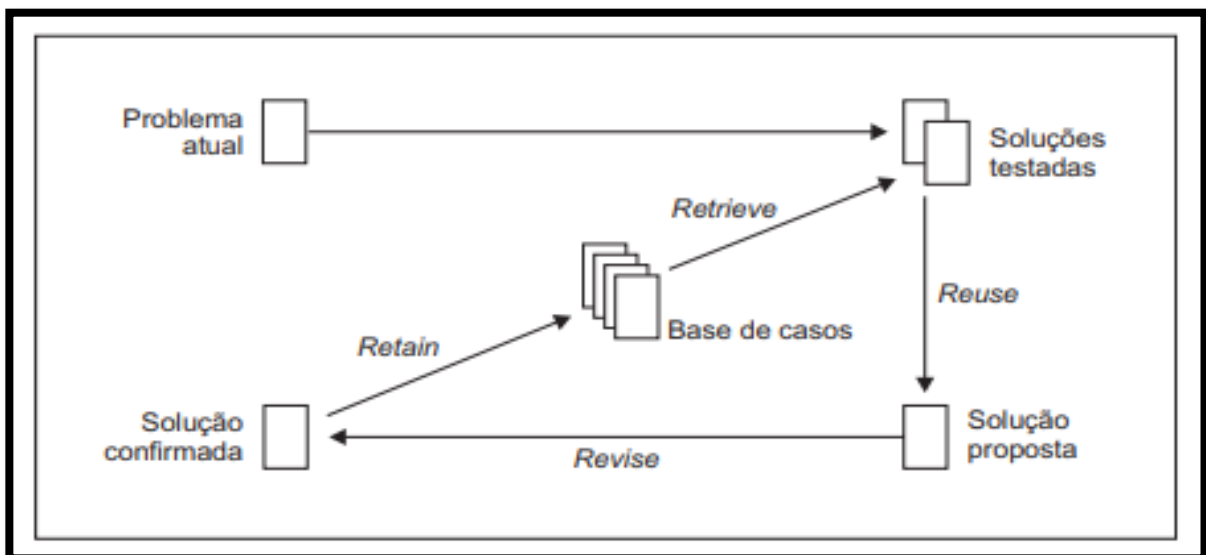 Problema
atual
Soluções
testadas
Retrieve
Reuse
Base de casos
Retain
Solução
confirmada
Solução
proposta
Revise